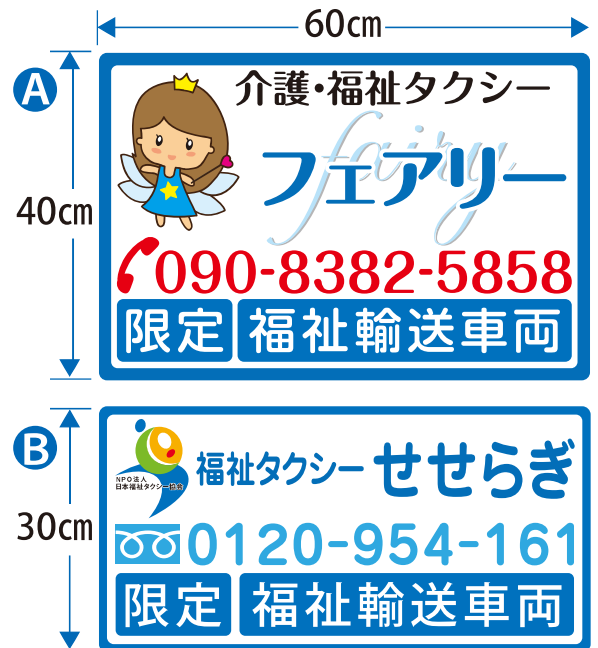 60cm
A
40cm
介護・福祉タクシー
fairy
フェアリー
090-8382-5858
限定 福祉輸送車両
B
30cm
NPO法人
日本福祉タクシー協会
福祉タクシー せせらぎ
0120-954-161
限定 福祉輸送車両